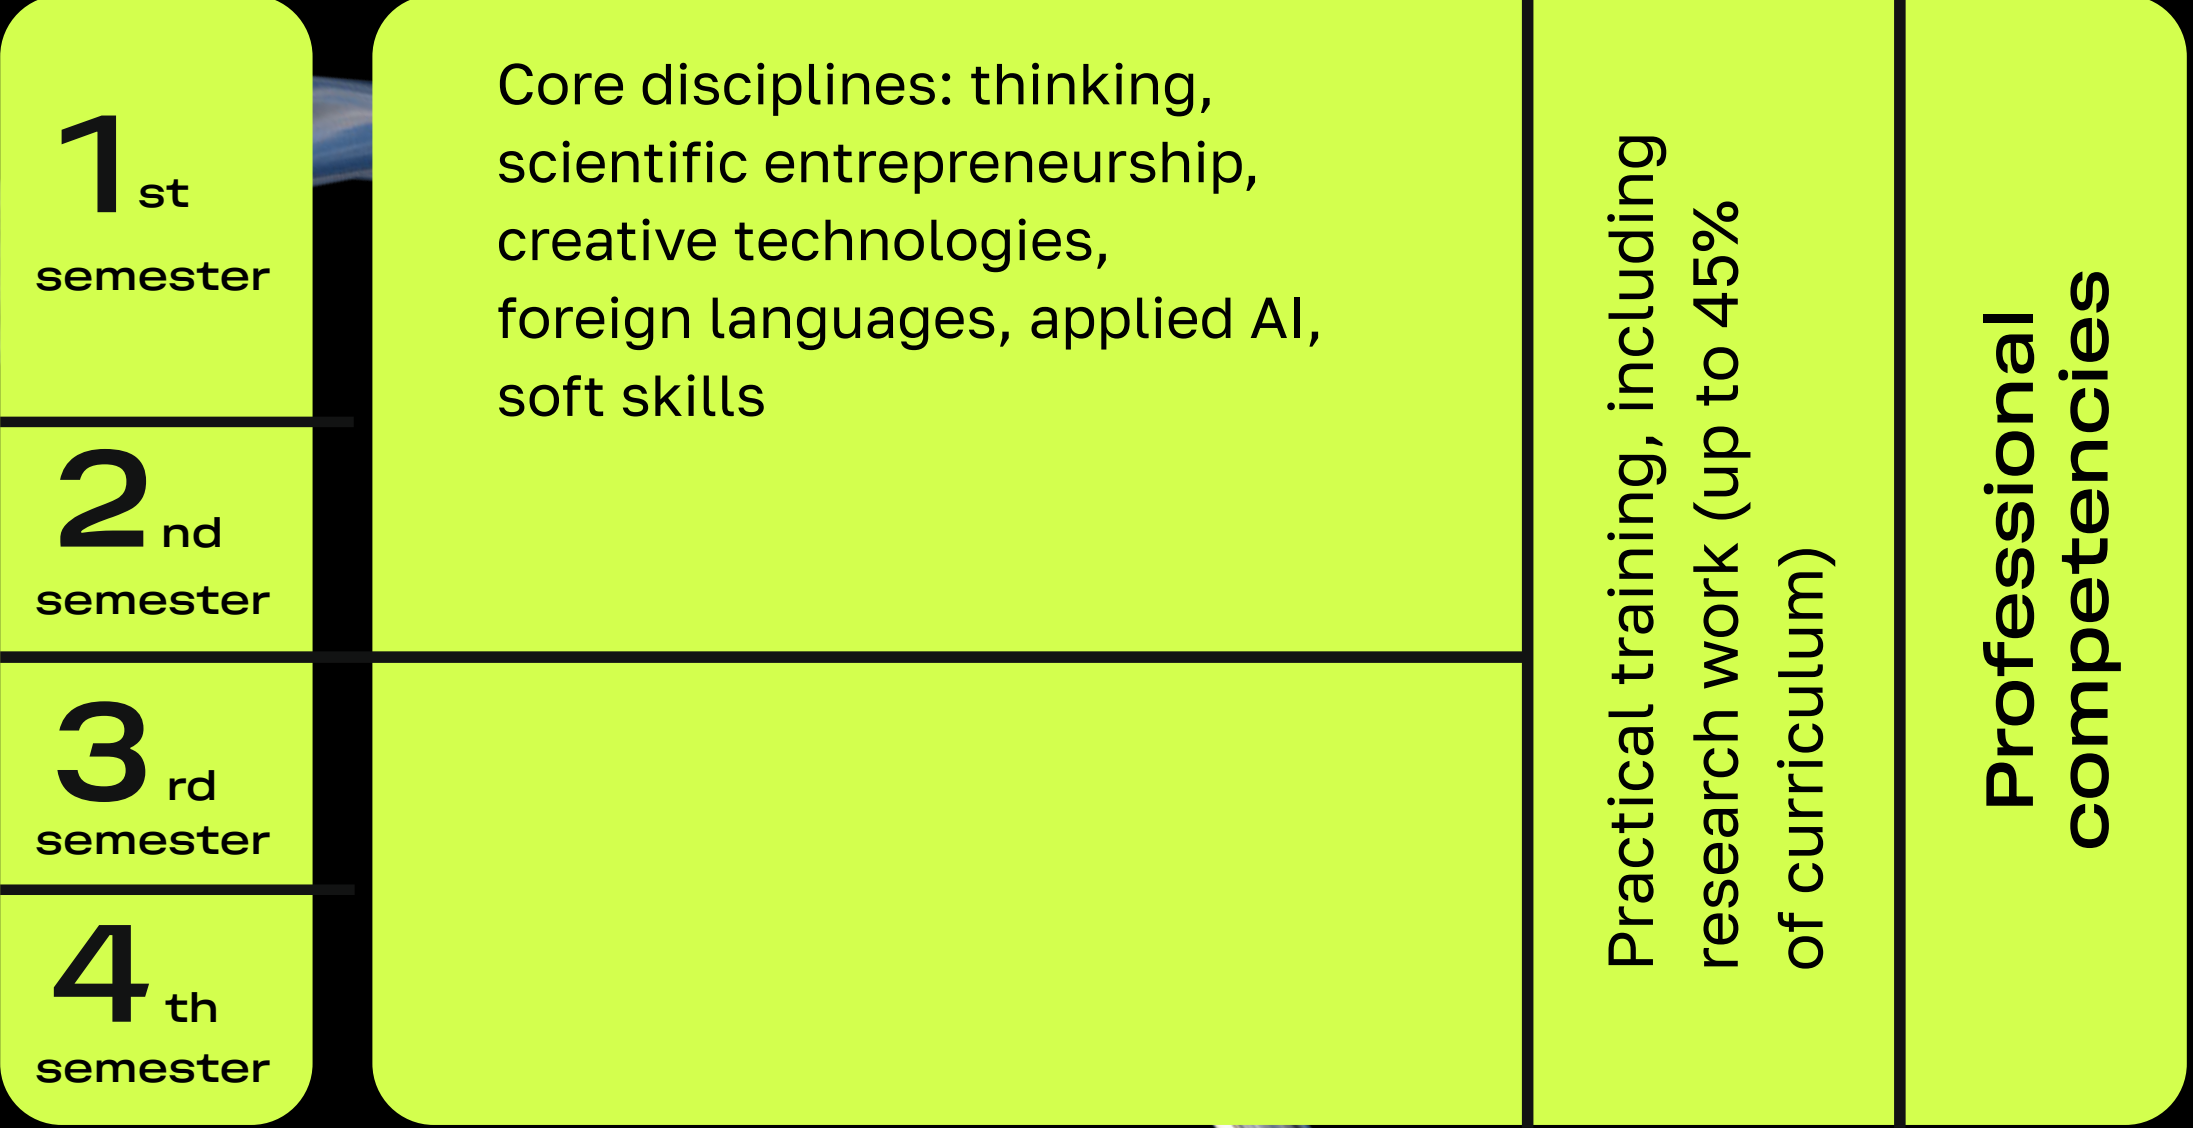 1st
semester
2nd
semester
3rd
semester
4th
semester
Core disciplines: thinking,
scientific entrepreneurship,
creative technologies,
foreign languages, applied AI,
soft skills
Practical training, including
research work (up to 45%
of curriculum)
Professional
competencies